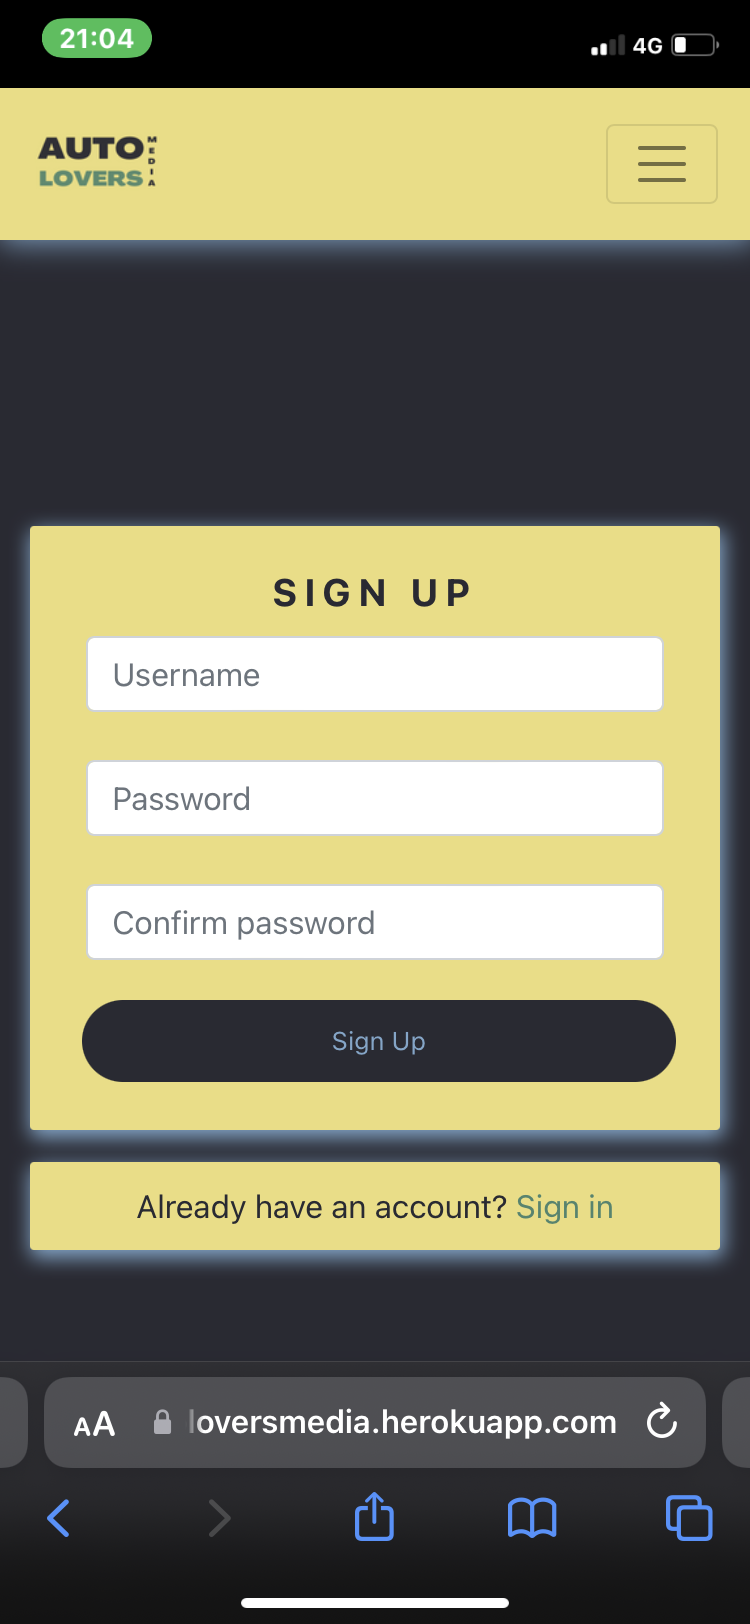 21:04
4G
AUTO
LOVERS
MEDIA
SIGN UP
Username
Password
Confirm password
Sign Up
Already have an account? Sign in
AA loversmedia.herokuapp.com